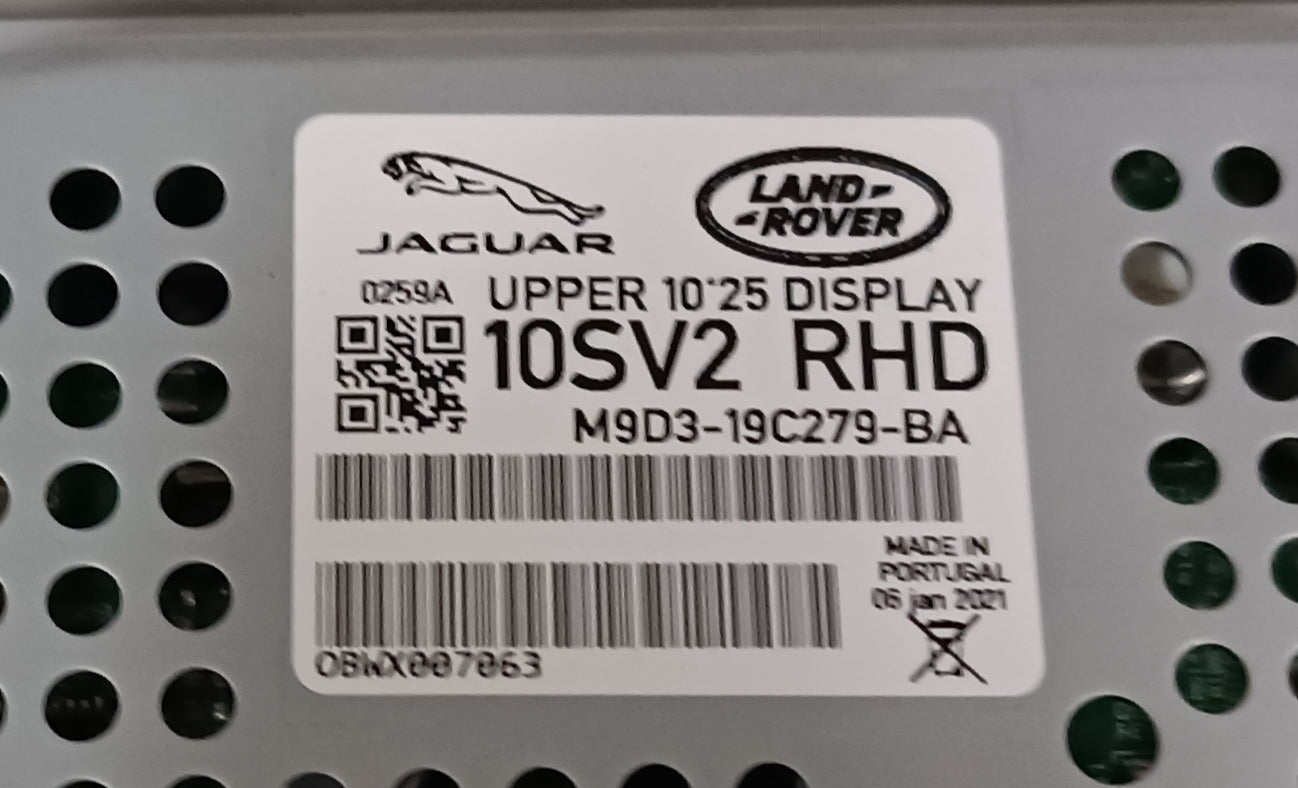 JAGUAR
LAND-
-ROVER
0259A UPPER 10"25 DISPLAY
10SV2 RHD
M9D3-19C279-BA
MADE IN
PORTUGAL
06 jan 2021
OBWX007063